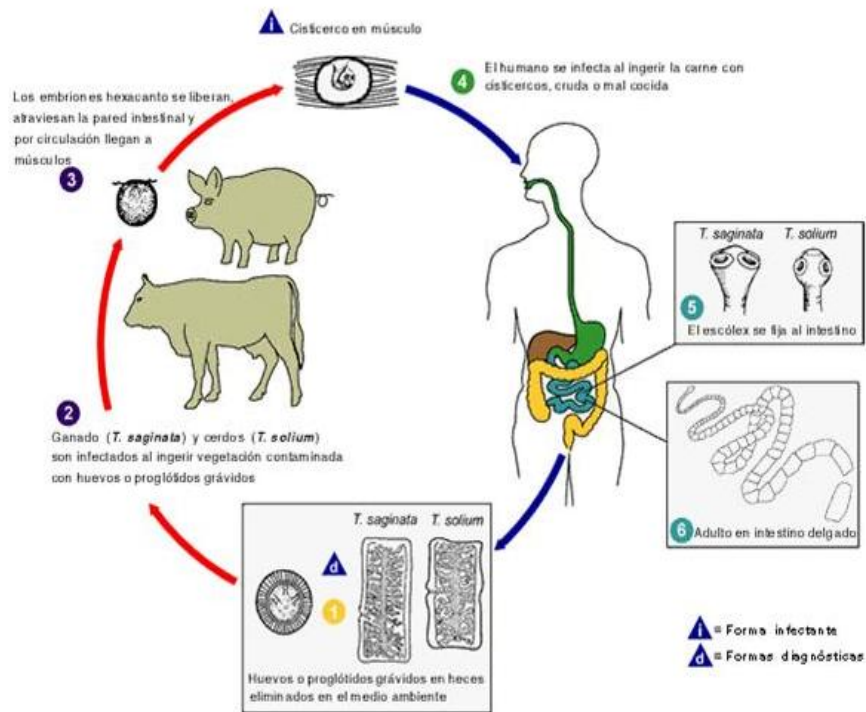 i
Cisticerco en músculo
4
El humano se infecta al ingerir la carne con
cisticercos, cruda o mal cocida
Los embriones hexacanto se liberan,
atraviesan la pared intestinal y
por circulación llegan a
músculos
3
T. saginata T. solium
5
El escólex se fija al intestino
2
Ganado (T. saginata) y cerdos (T. solium)
son infectados al ingerir vegetación contaminada
con huevos o proglótidos grávidos
6 Adulto en intestino delgado
T. saginata T. solium
d
1
Huevos o proglótidos grávidos en heces
eliminados en el medio ambiente
i = Forma infectante
d = Formas diagnósticas